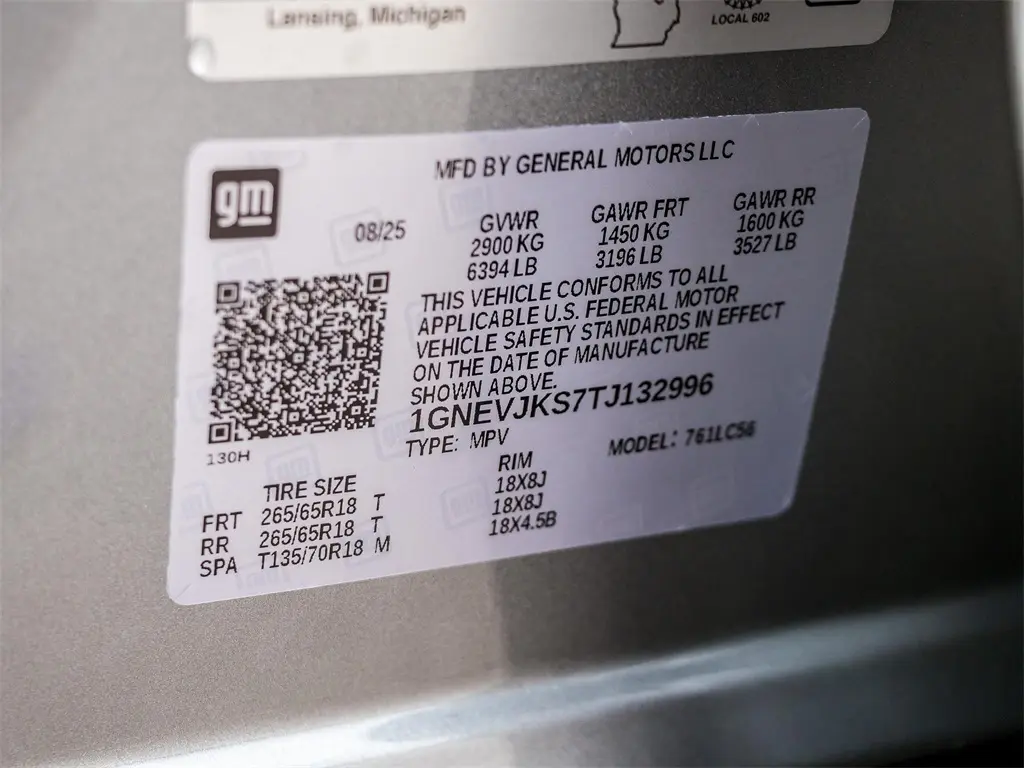 Lansing, Michigan
LOCAL 602
MFD BY GENERAL MOTORS LLC
gm
08/25
GVWR
2900 KG
6394 LB
GAWR FRT
1450 KG
3196 LB
GAWR RR
1600 KG
3527 LB
THIS VEHICLE CONFORMS TO ALL
APPLICABLE U.S. FEDERAL MOTOR
VEHICLE SAFETY STANDARDS IN EFFECT
ON THE DATE OF MANUFACTURE
SHOWN ABOVE.
1GNEVJKS7TJ132996
TYPE: MPV MODEL: 761LC56
130H
TIRE SIZE RIM
FRT 265/65R18 T 18X8J
RR 265/65R18 T 18X8J
SPA T135/70R18 M 18X4.5B